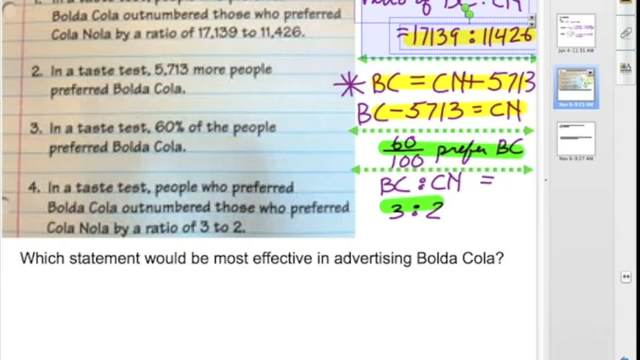 Bolda Cola outnumbered those who preferred
Cola Nola by a ratio of 17,139 to 11,426.
2. In a taste test, 5,713 more people
preferred Bolda Cola.
3. In a taste test, 60% of the people
preferred Bolda Cola.
4. In a taste test, people who preferred
Bolda Cola outnumbered those who preferred
Cola Nola by a ratio of 3 to 2.
BC : CN
= 17139 : 11426
* BC = CN + 5713
BC - 5713 = CN
60
100 prefer BC
BC : CN =
3 : 2
Which statement would be most effective in advertising Bolda Cola?